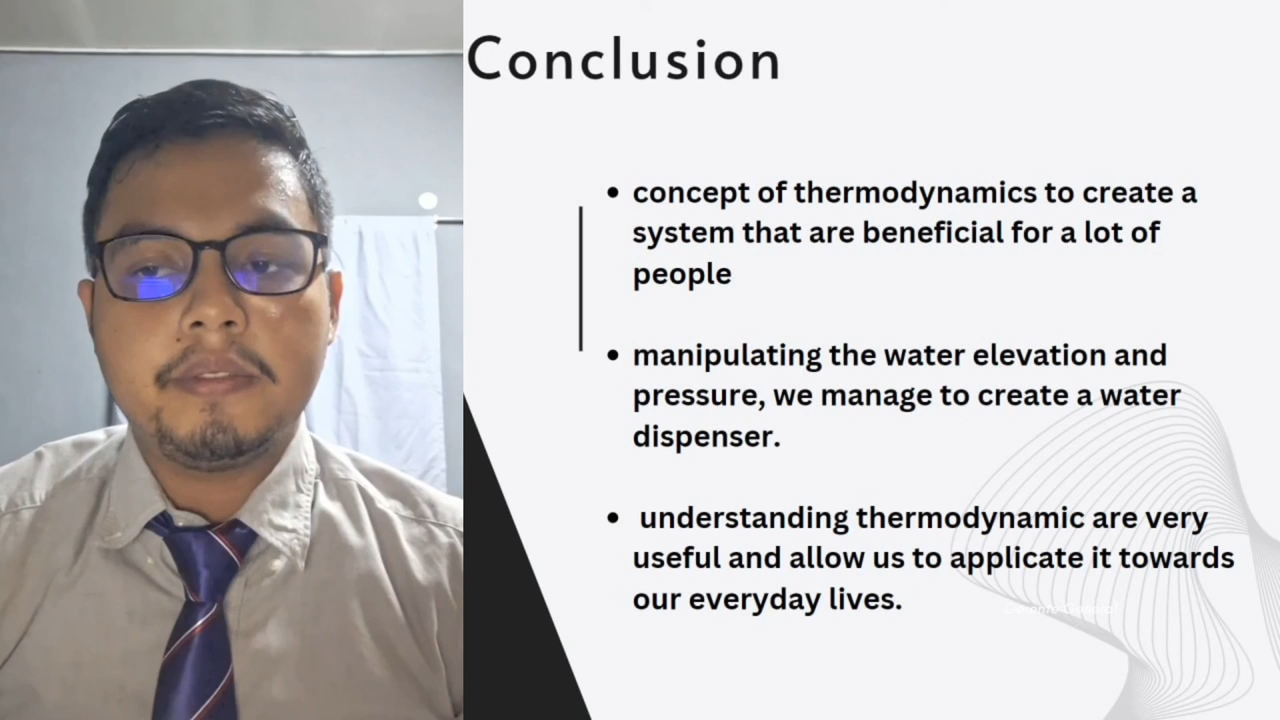 Conclusion
• concept of thermodynamics to create a
system that are beneficial for a lot of
people
• manipulating the water elevation and
pressure, we manage to create a water
dispenser.
• understanding thermodynamic are very
useful and allow us to applicate it towards
our everyday lives.